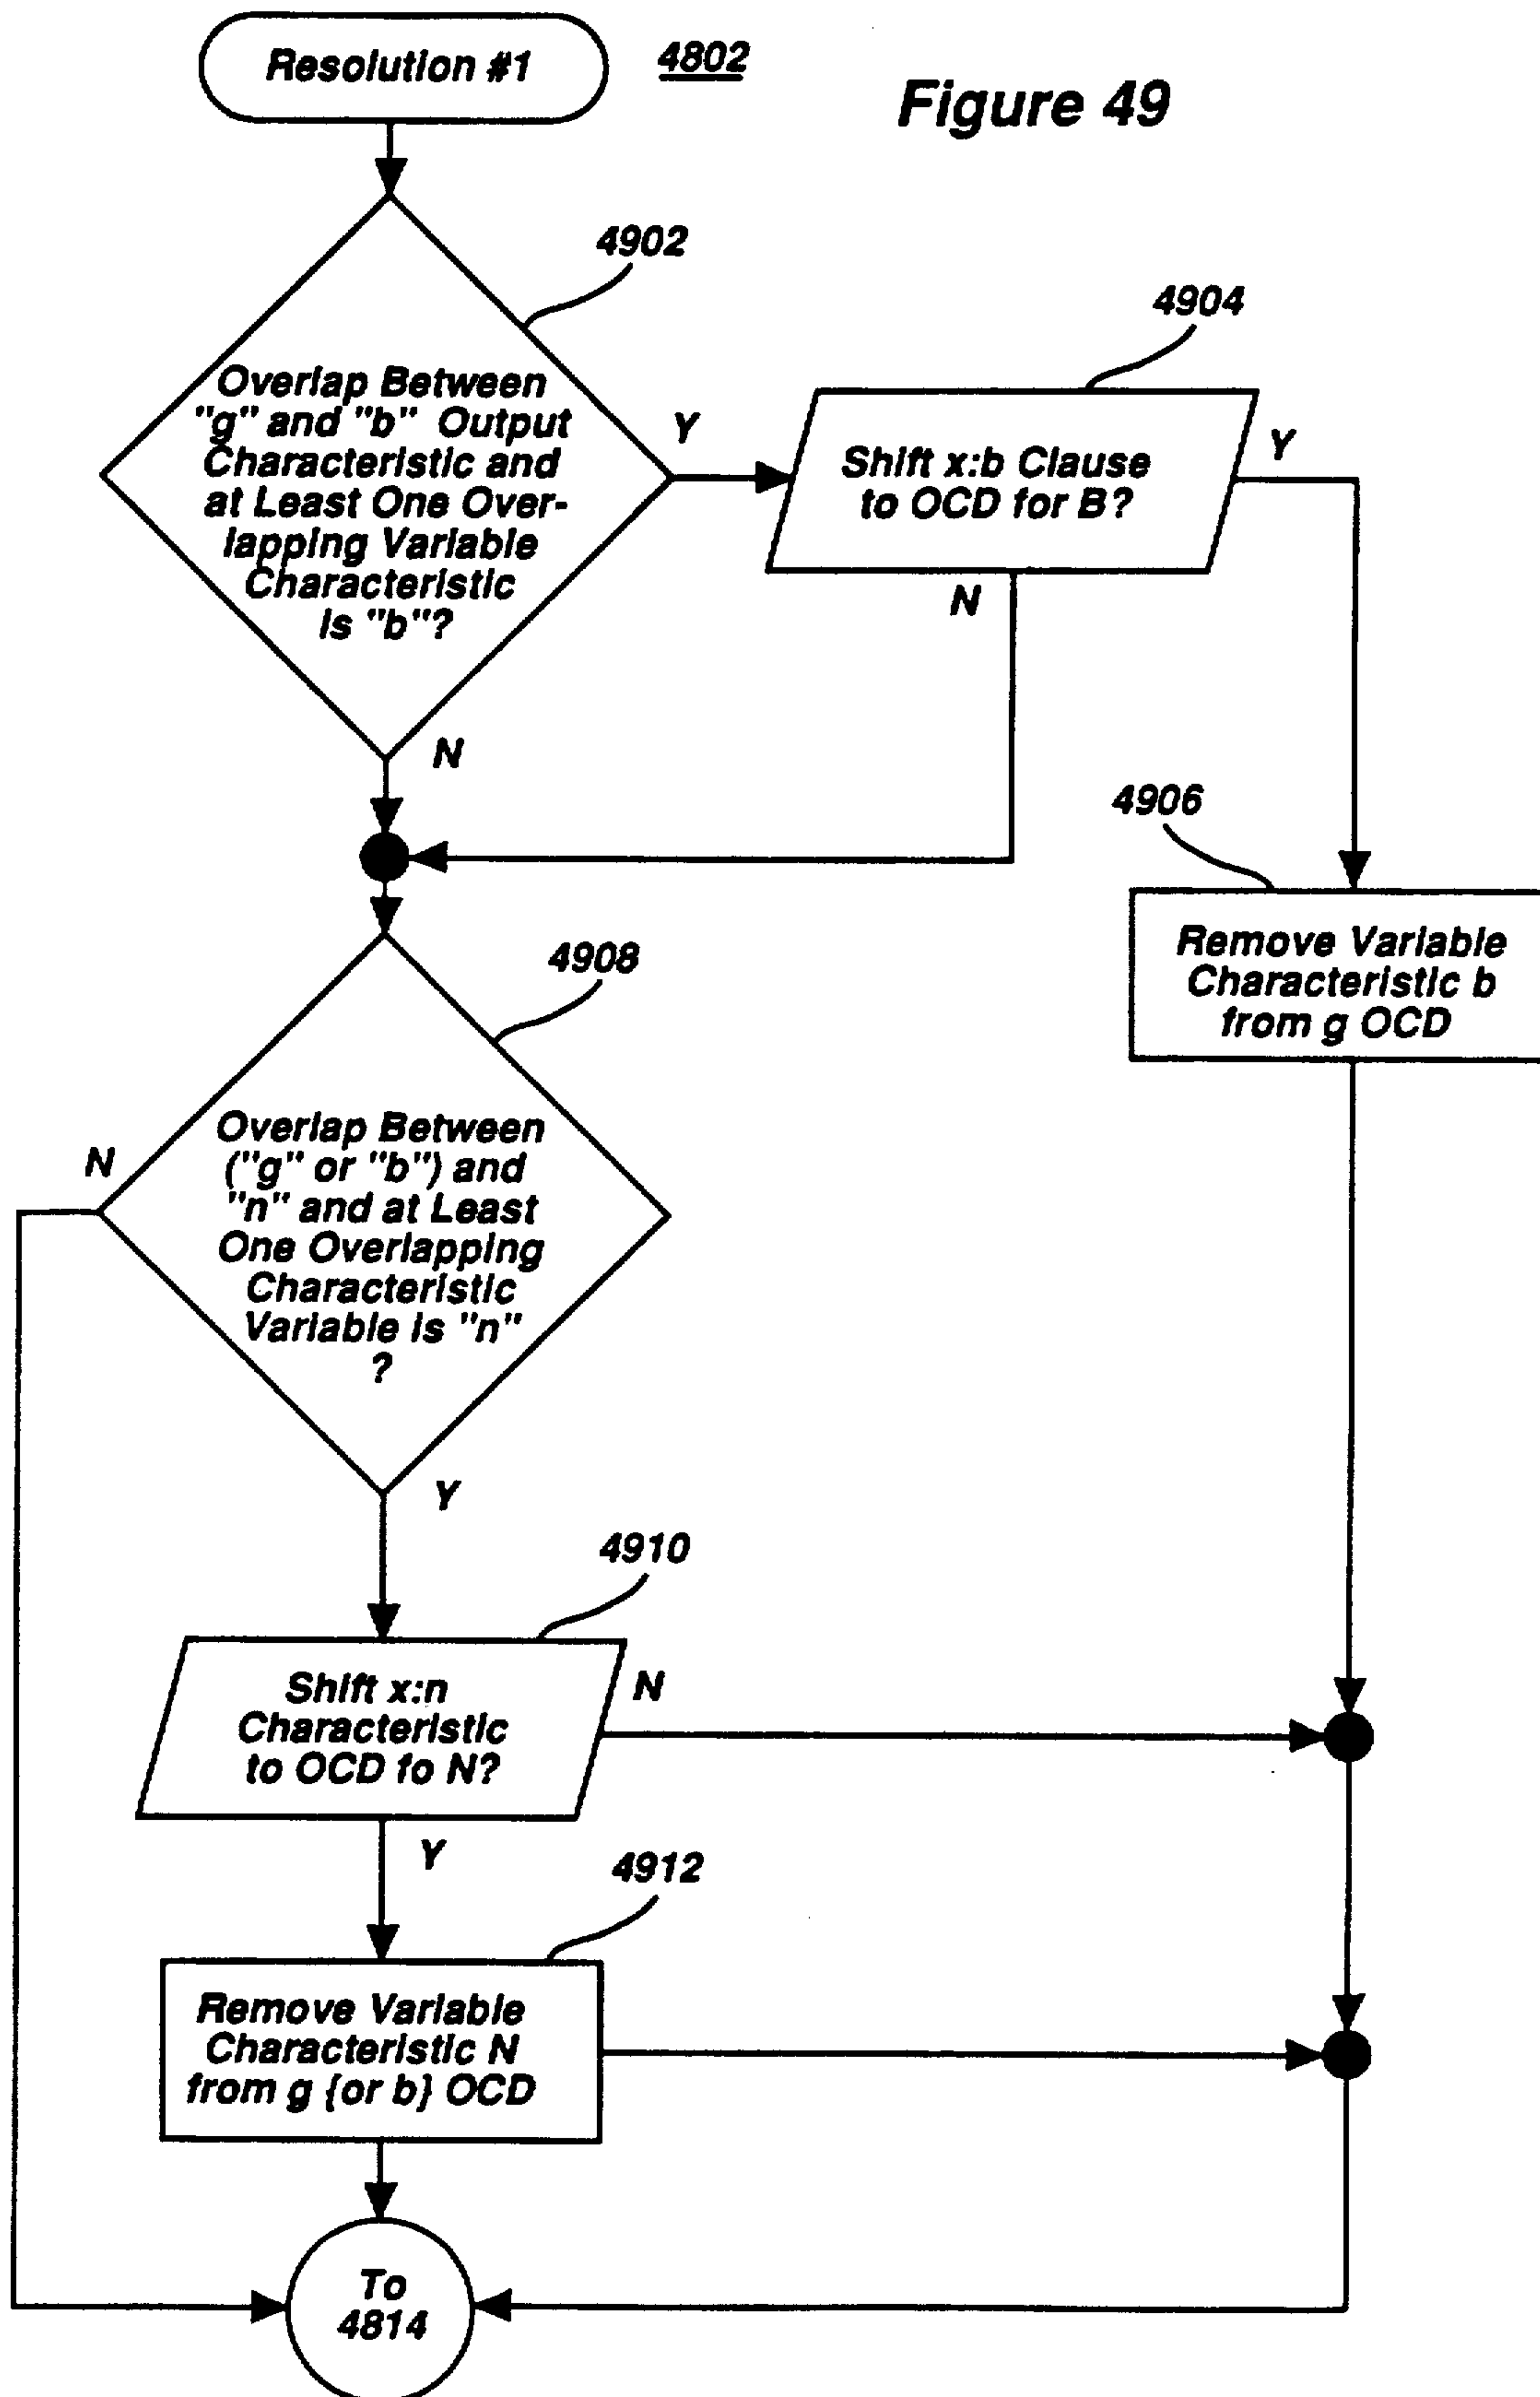 Resolution #1
4802
Figure 49
4902
Overlap Between
"g" and "b" Output
Characteristic and
at Least One Over-
lapping Variable
Characteristic
is "b"?
Y
N
4904
Shift x:b Clause
to OCD for B?
Y
N
4906
Remove Variable
Characteristic b
from g OCD
4908
Overlap Between
("g" or "b") and
"n" and at Least
One Overlapping
Characteristic
Variable is "n"
?
N
Y
4910
Shift x:n
Characteristic
to OCD fo N?
N
Y
4912
Remove Variable
Characteristic N
from g {or b} OCD
To
4814